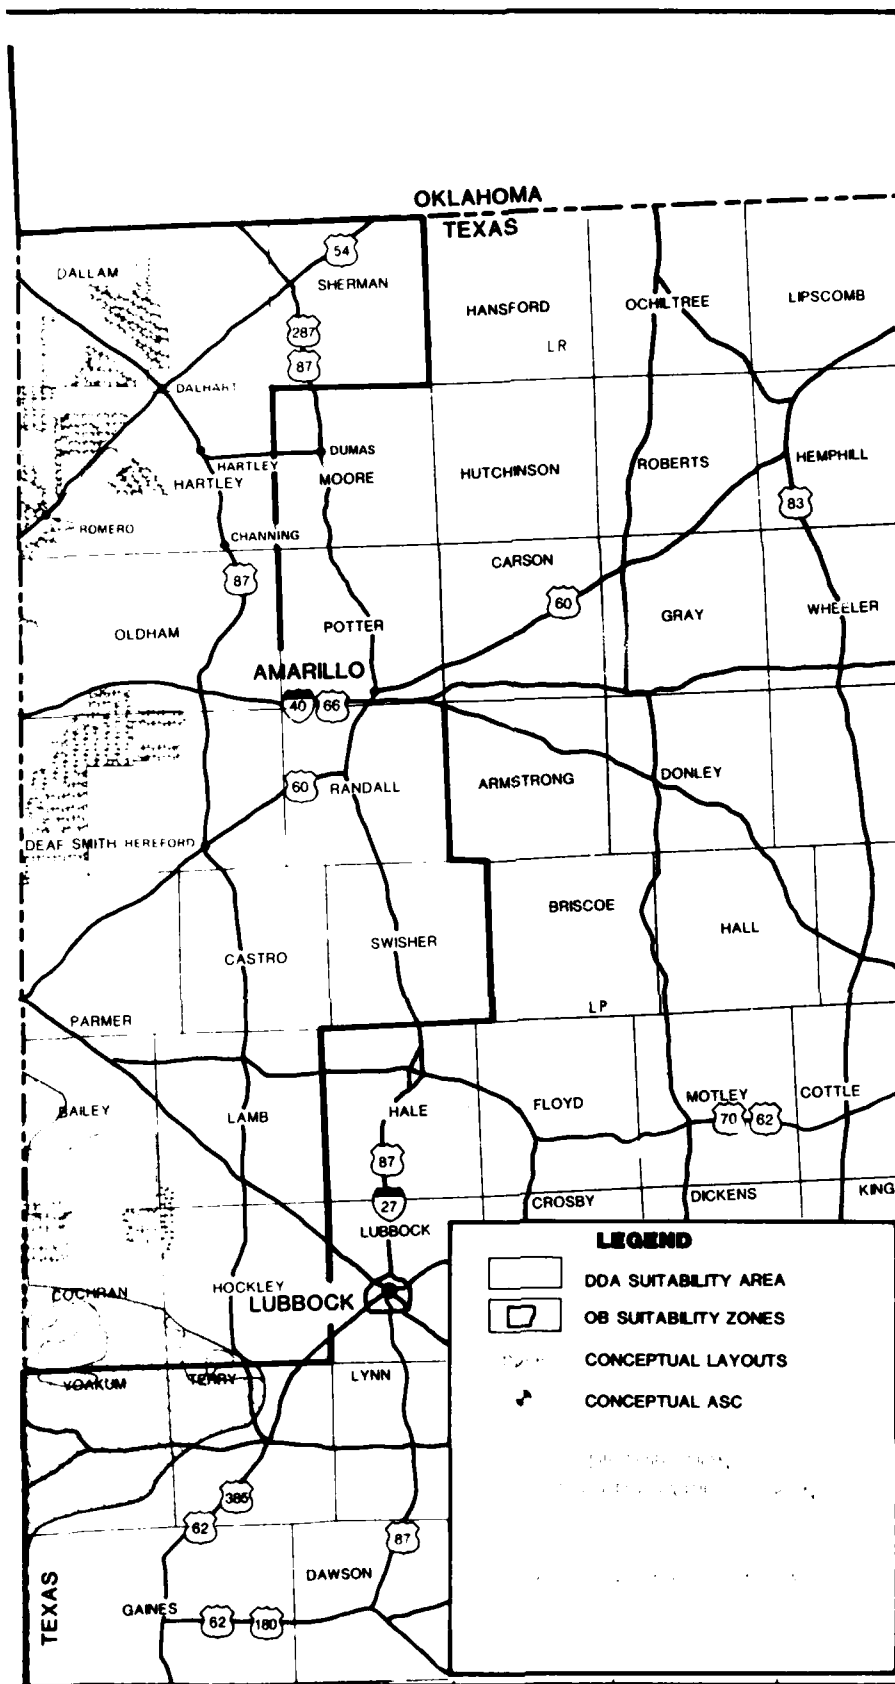 OKLAHOMA
TEXAS
54
DALLAM
SHERMAN
HANSFORD
OCHILTREE
LIPSCOMB
287
LR
87
DALHART
DUMAS
HARTLEY
HARTLEY
MOORE
HUTCHINSON
ROBERTS
HEMPHILL
83
ROMERO
CHANNING
CARSON
87
60
OLDHAM
POTTER
GRAY
WHEELER
AMARILLO
40 66
60
RANDALL
ARMSTRONG
DONLEY
DEAF SMITH HEREFORD
BRISCOE
HALL
CASTRO
SWISHER
LP
PARMER
BAILEY
LAMB
HALE
FLOYD
MOTLEY
COTTLE
70 62
87
27
CROSBY
DICKENS
KING
LUBBOCK
COCHRAN
HOCKLEY
LUBBOCK
YOAKUM
TERRY
LYNN
385
62
87
DAWSON
GAINES
62 180
TEXAS
LEGEND
DDA SUITABILITY AREA
OB SUITABILITY ZONES
CONCEPTUAL LAYOUTS
CONCEPTUAL ASC